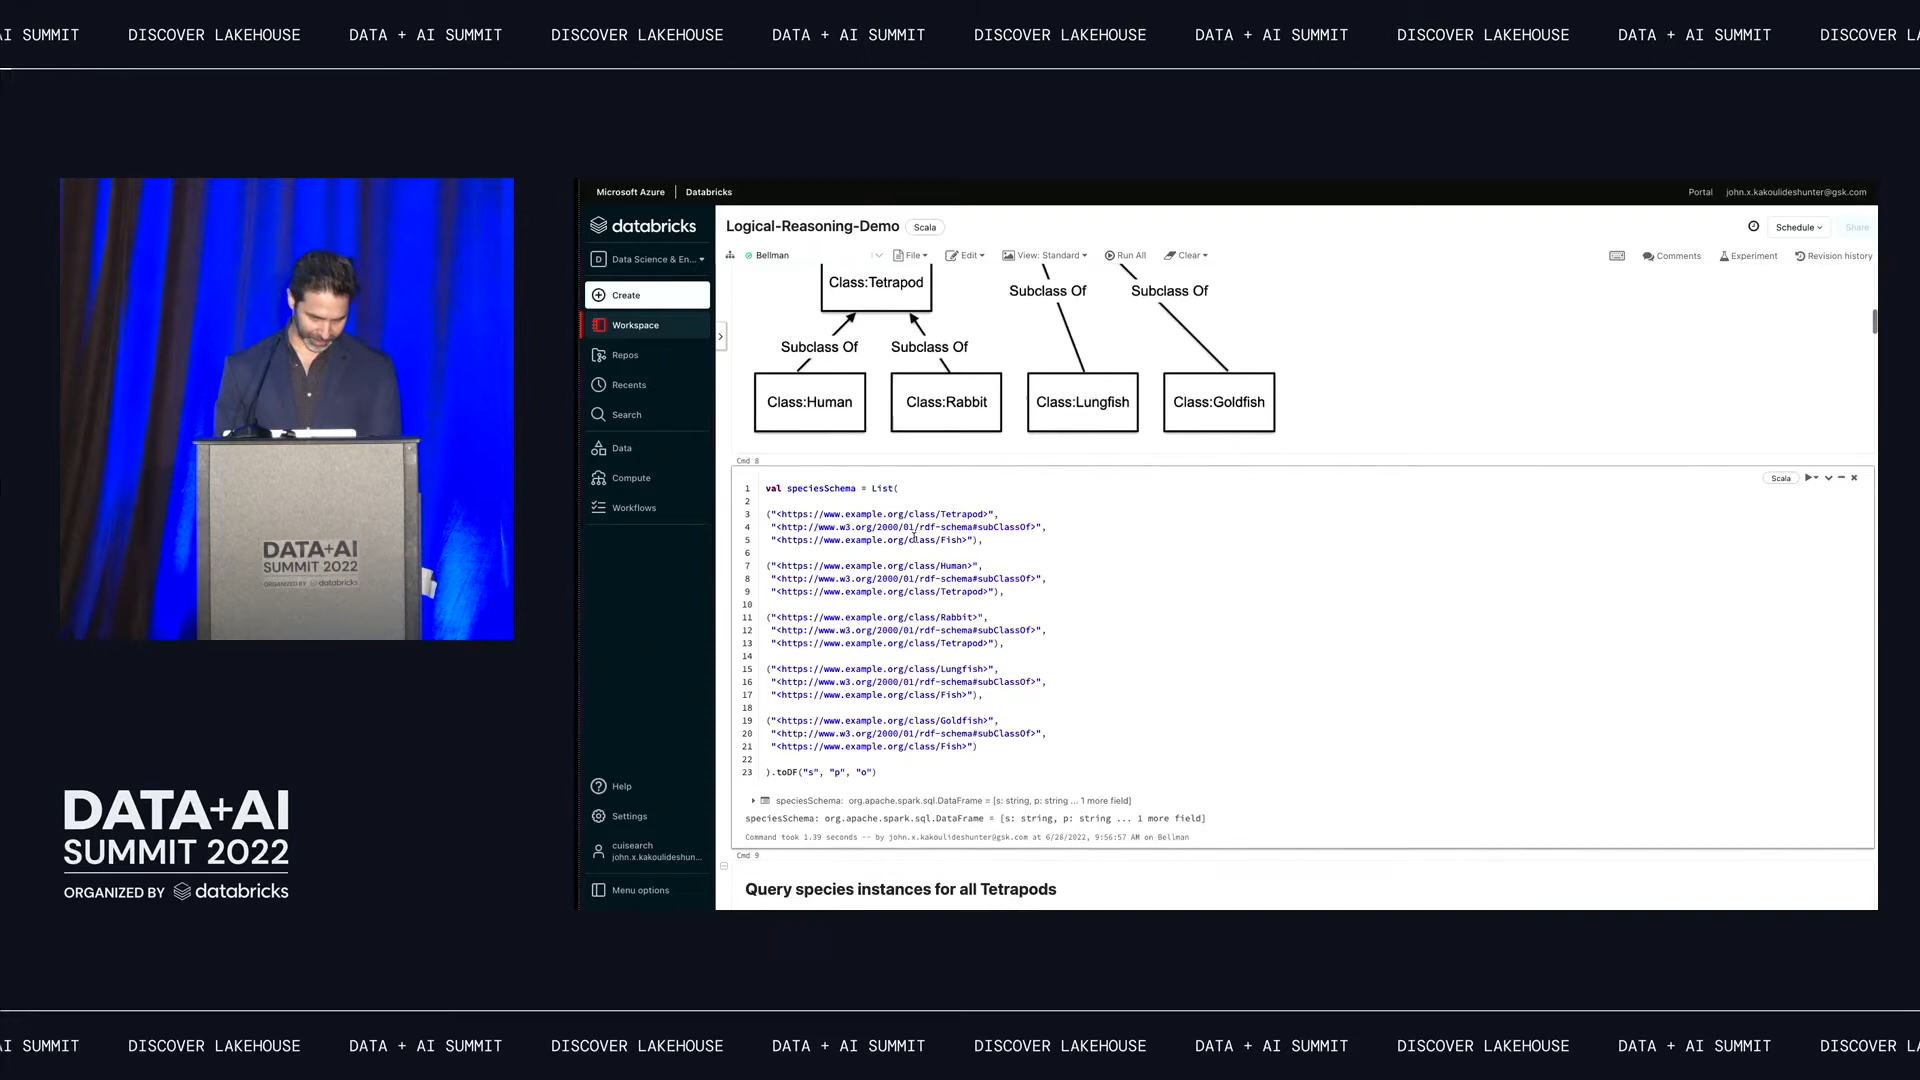 AI SUMMIT DISCOVER LAKEHOUSE DATA + AI SUMMIT DISCOVER LAKEHOUSE DATA + AI SUMMIT DISCOVER LAKEHOUSE DATA + AI SUMMIT DISCOVER LAKEHOUSE DATA + AI SUMMIT DISCOVER
DATA+AI
SUMMIT 2022
ORGANIZED BY databricks
DATA+AI
SUMMIT 2022
ORGANIZED BY databricks
Microsoft Azure Databricks Portal john.x.kakoulideshunter@gsk.com
databricks
D Data Science & En...
Create
Workspace
Repos
Recents
Search
Data
Compute
Workflows
Help
Settings
cuisearch
john.x.kakoulideshun...
Menu options
Logical-Reasoning-Demo Scala Schedule Share
Bellman File Edit View: Standard Run All Clear Comments Experiment Revision history
Class:Tetrapod Subclass Of Subclass Of
Subclass Of Subclass Of
Class:Human Class:Rabbit Class:Lungfish Class:Goldfish
Cmd 8
Scala
1 val speciesSchema = List(
2
3 ("<https://www.example.org/class/Tetrapod>",
4 "<http://www.w3.org/2000/01/rdf-schema#subClassOf>",
5 "<https://www.example.org/class/Fish>"),
6
7 ("<https://www.example.org/class/Human>",
8 "<http://www.w3.org/2000/01/rdf-schema#subClassOf>",
9 "<https://www.example.org/class/Tetrapod>"),
10
11 ("<https://www.example.org/class/Rabbit>",
12 "<http://www.w3.org/2000/01/rdf-schema#subClassOf>",
13 "<https://www.example.org/class/Tetrapod>"),
14
15 ("<https://www.example.org/class/Lungfish>",
16 "<http://www.w3.org/2000/01/rdf-schema#subClassOf>",
17 "<https://www.example.org/class/Fish>"),
18
19 ("<https://www.example.org/class/Goldfish>",
20 "<http://www.w3.org/2000/01/rdf-schema#subClassOf>",
21 "<https://www.example.org/class/Fish>")
22
23 ).toDF("s", "p", "o")
speciesSchema: org.apache.spark.sql.DataFrame = [s: string, p: string ... 1 more field]
speciesSchema: org.apache.spark.sql.DataFrame = [s: string, p: string ... 1 more field]
Command took 1.39 seconds -- by john.x.kakoulideshunter@gsk.com at 6/28/2022, 9:56:57 AM on Bellman
Cmd 9
Query species instances for all Tetrapods
AI SUMMIT DISCOVER LAKEHOUSE DATA + AI SUMMIT DISCOVER LAKEHOUSE DATA + AI SUMMIT DISCOVER LAKEHOUSE DATA + AI SUMMIT DISCOVER LAKEHOUSE DATA + AI SUMMIT DISCOVER